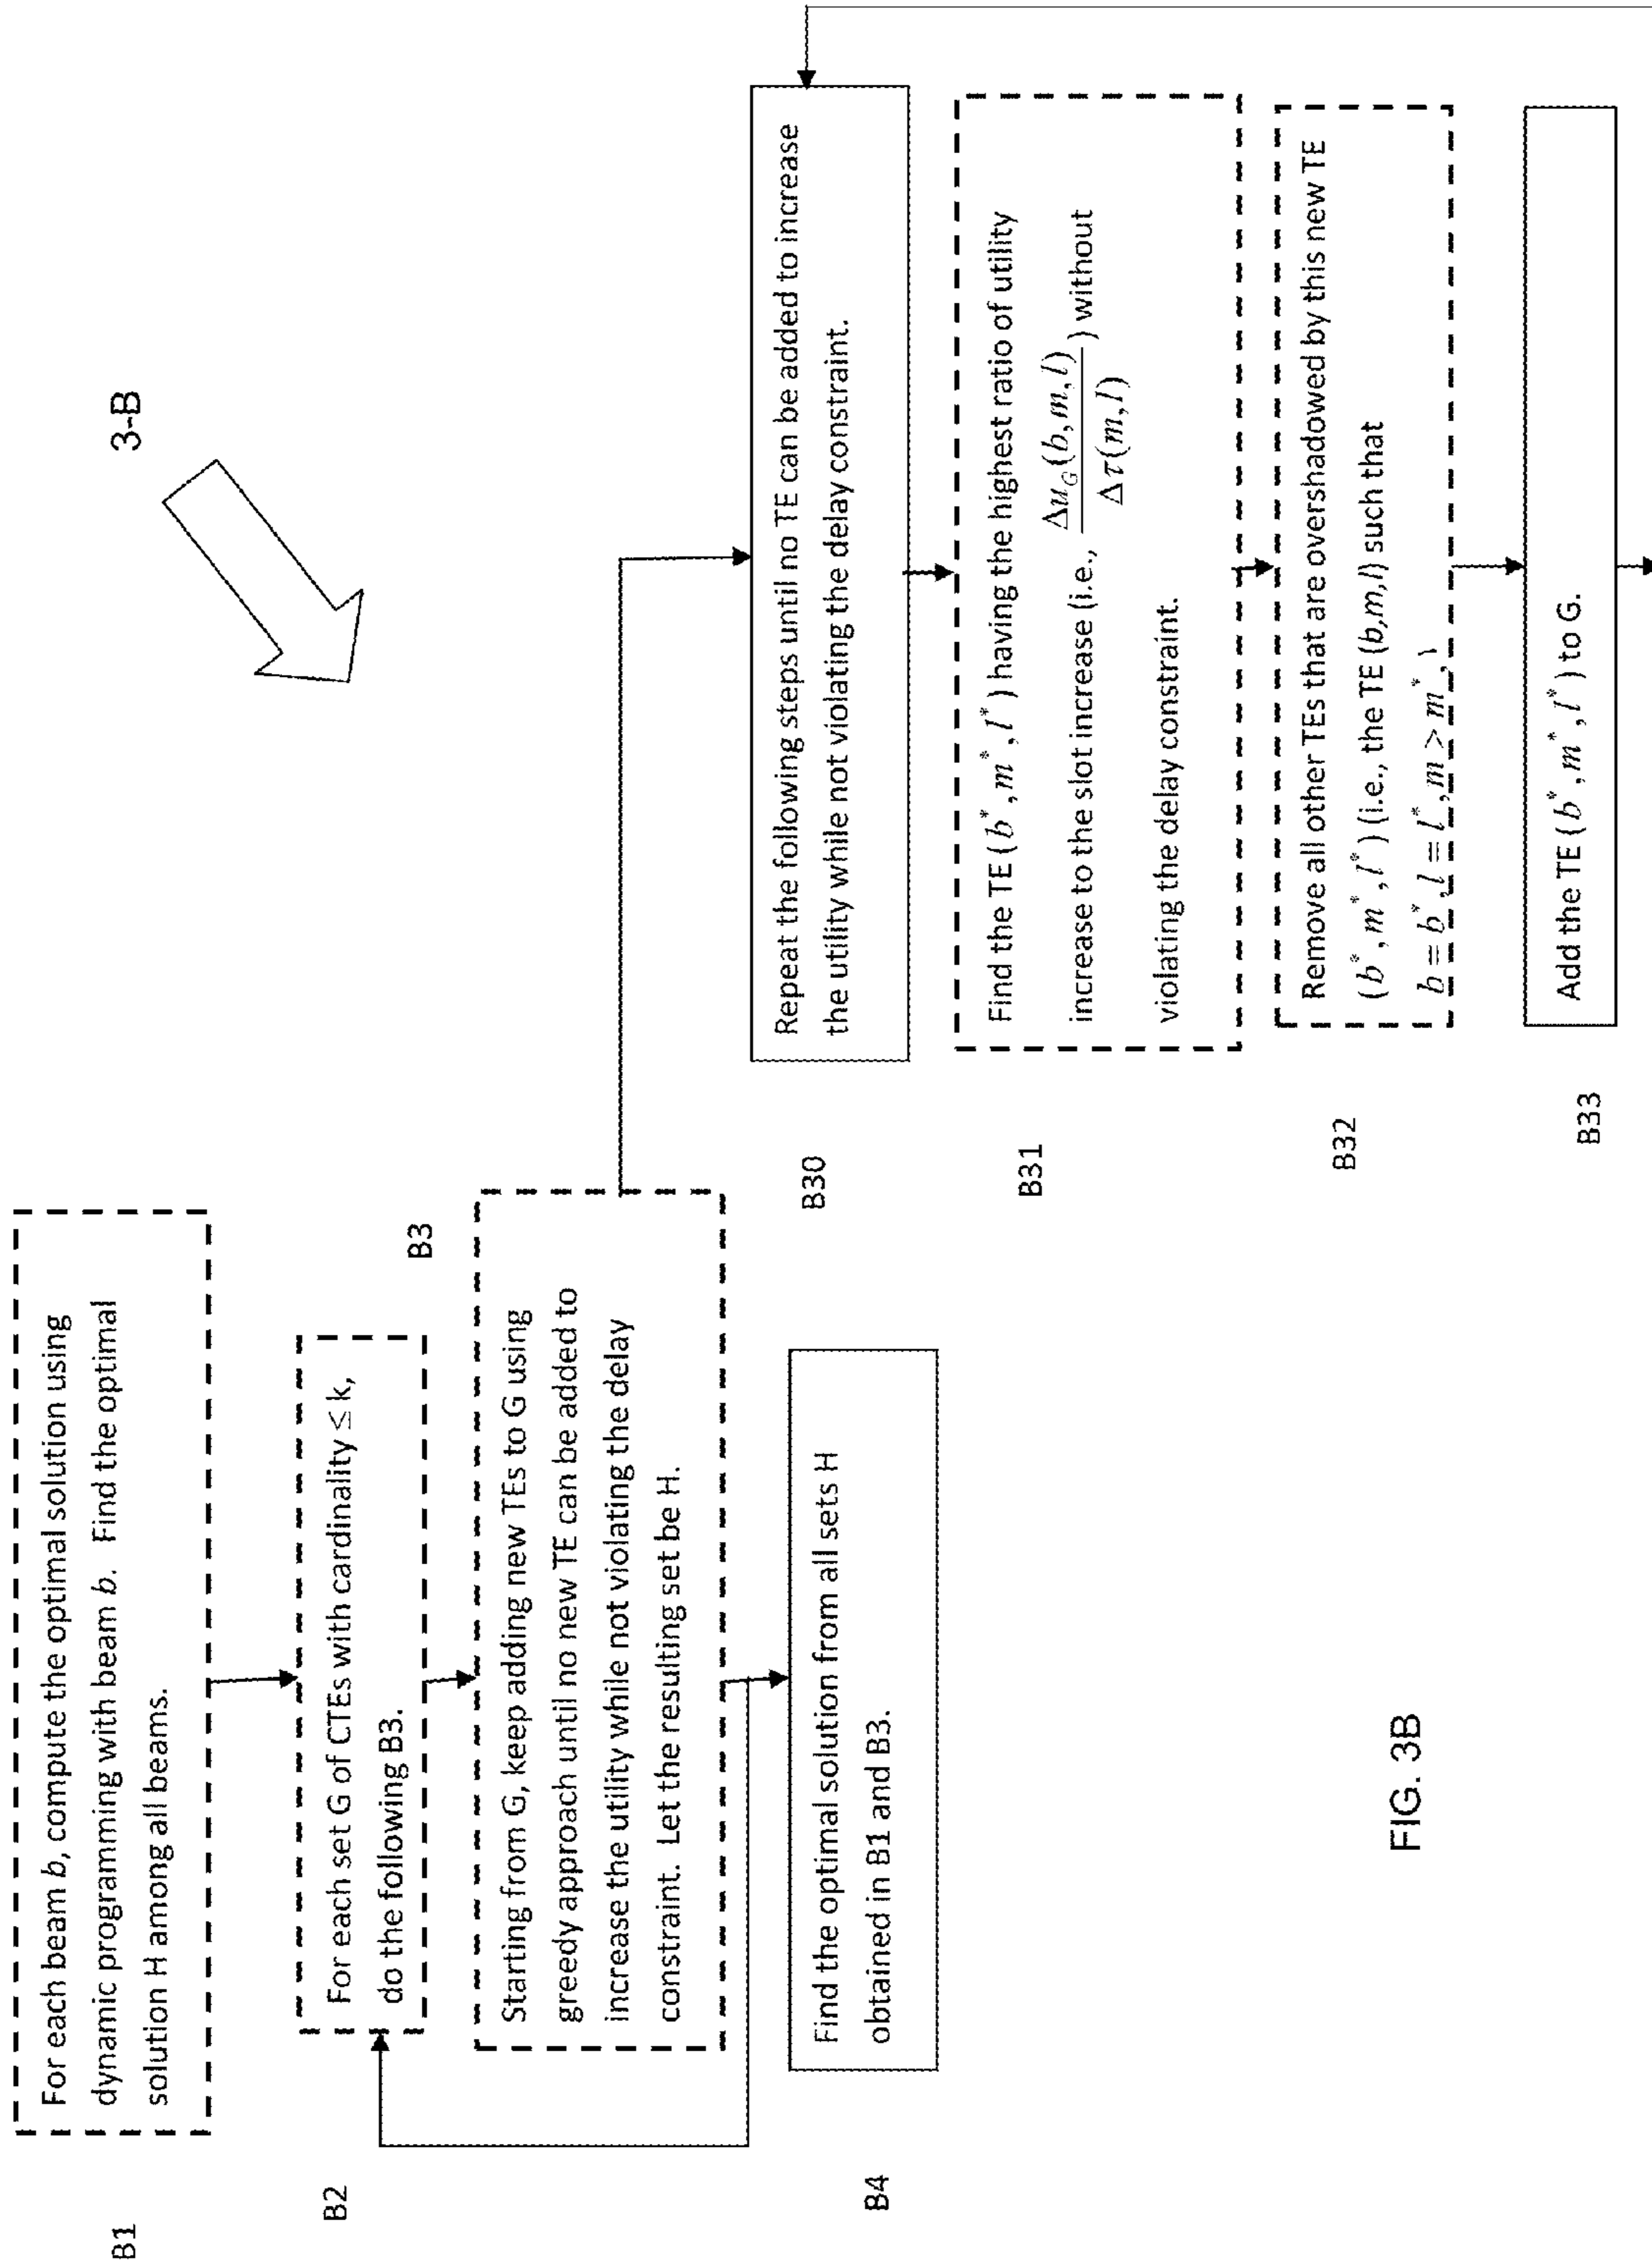 3-B
B1
For each beam b, compute the optimal solution using
dynamic programming with beam b. Find the optimal
solution H among all beams.
B2
For each set G of CTEs with cardinality ≤ k,
do the following B3.
B3
Starting from G, keep adding new TEs to G using
greedy approach until no new TE can be added to
increase the utility while not violating the delay
constraint. Let the resulting set be H.
B4
Find the optimal solution from all sets H
obtained in B1 and B3.
B30
Repeat the following steps until no TE can be added to increase
the utility while not violating the delay constraint.
B31
Find the TE (b*, m*, l*) having the highest ratio of utility
increase to the slot increase (i.e., Δu_G(b, m, l) / Δτ(m, l) ) without
violating the delay constraint.
B32
Remove all other TEs that are overshadowed by this new TE
(b*, m*, l*) (i.e., the TE (b,m,l) such that
b = b*, l = l*, m > m*, )
B33
Add the TE (b*, m*, l*) to G.
FIG. 3B